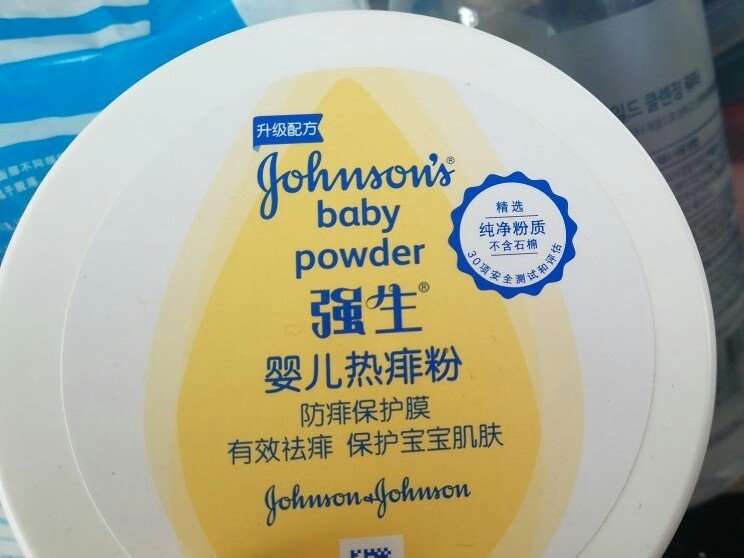 升级配方
Johnson's®
baby
powder
强生®
婴儿热痱粉
防痱保护膜
有效祛痱 保护宝宝肌肤
Johnson & Johnson
精选
纯净粉质
不含石棉
30项安全测试和评估